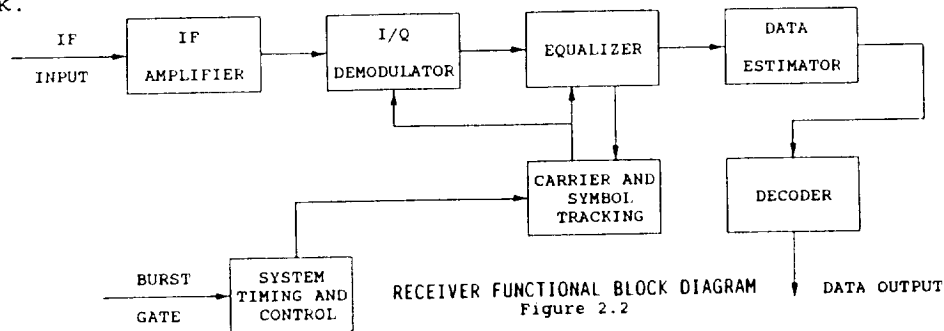 K.
IF
INPUT
IF
AMPLIFIER
I/Q
DEMODULATOR
EQUALIZER
DATA
ESTIMATOR
CARRIER AND
SYMBOL
TRACKING
DECODER
BURST
GATE
SYSTEM
TIMING AND
CONTROL
RECEIVER FUNCTIONAL BLOCK DIAGRAM
Figure 2.2
DATA OUTPUT